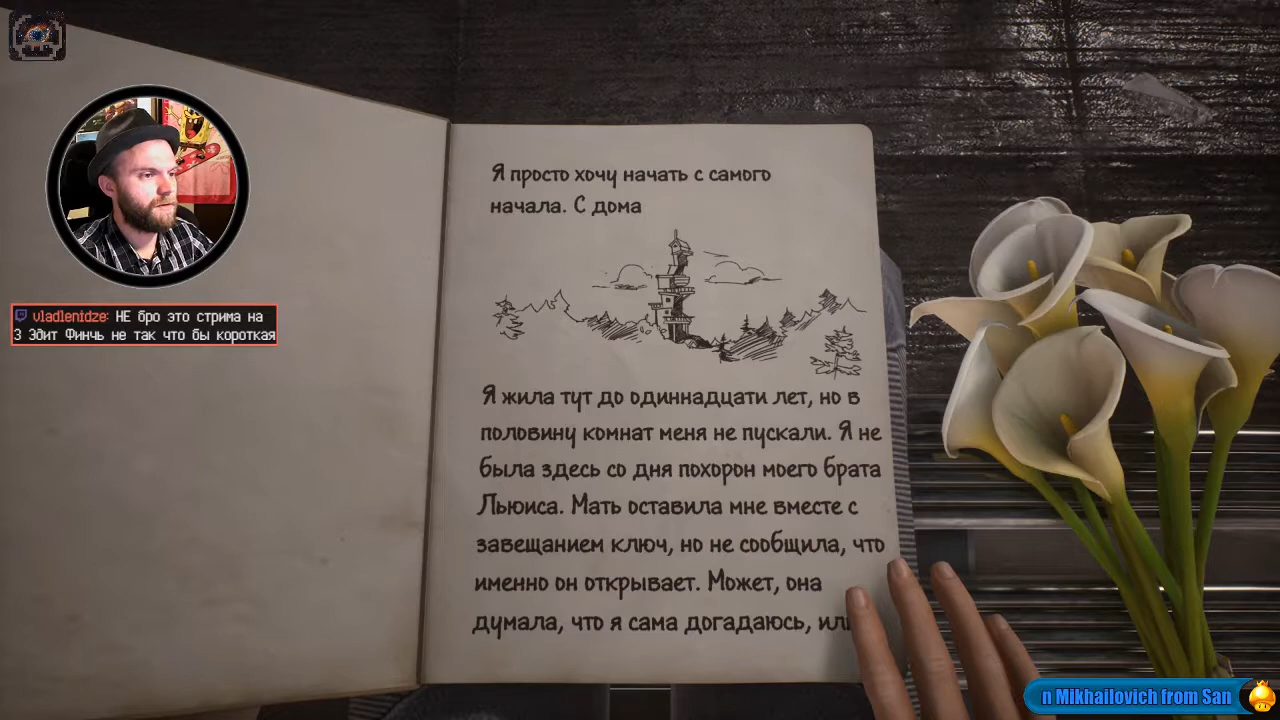 Я просто хочу начать с самого
начала. С дома
Я жила тут до одиннадцати лет, но в
половину комнат меня не пускали. Я не
была здесь со дня похорон моего брата
Льюиса. Мать оставила мне вместе с
завещанием ключ, но не сообщила, что
именно он открывает. Может, она
думала, что я сама догадаюсь, или
vladlenidze: НЕ бро это стрима на
3 Эдит Финчь не так что бы короткая
n Mikhailovich from San